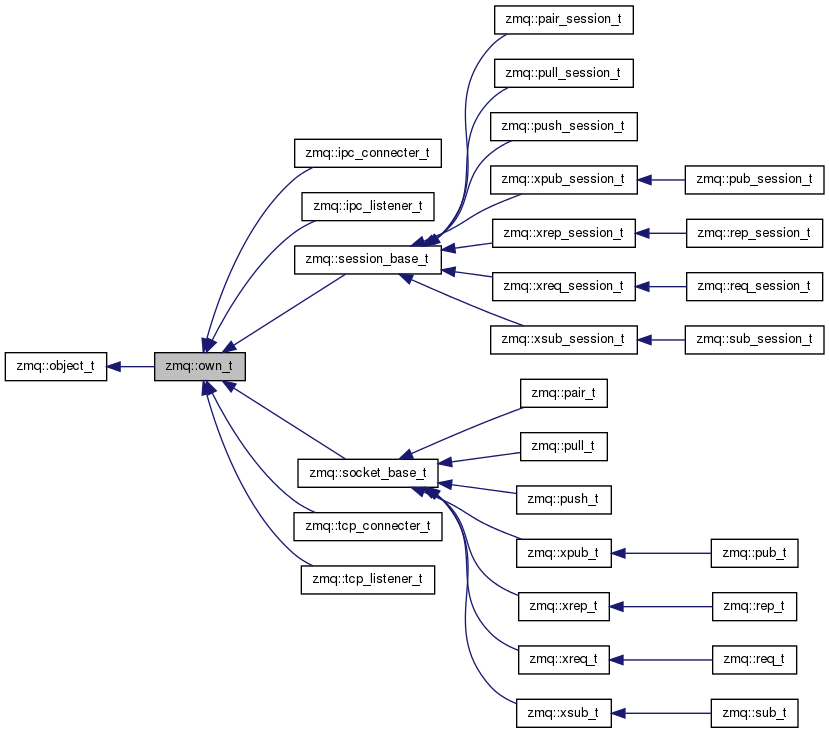 zmq::pair_session_t
zmq::pull_session_t
zmq::push_session_t
zmq::ipc_connecter_t
zmq::xpub_session_t
zmq::pub_session_t
zmq::ipc_listener_t
zmq::xrep_session_t
zmq::rep_session_t
zmq::session_base_t
zmq::xreq_session_t
zmq::req_session_t
zmq::xsub_session_t
zmq::sub_session_t
zmq::object_t
zmq::own_t
zmq::pair_t
zmq::pull_t
zmq::socket_base_t
zmq::push_t
zmq::tcp_connecter_t
zmq::xpub_t
zmq::pub_t
zmq::tcp_listener_t
zmq::xrep_t
zmq::rep_t
zmq::xreq_t
zmq::req_t
zmq::xsub_t
zmq::sub_t